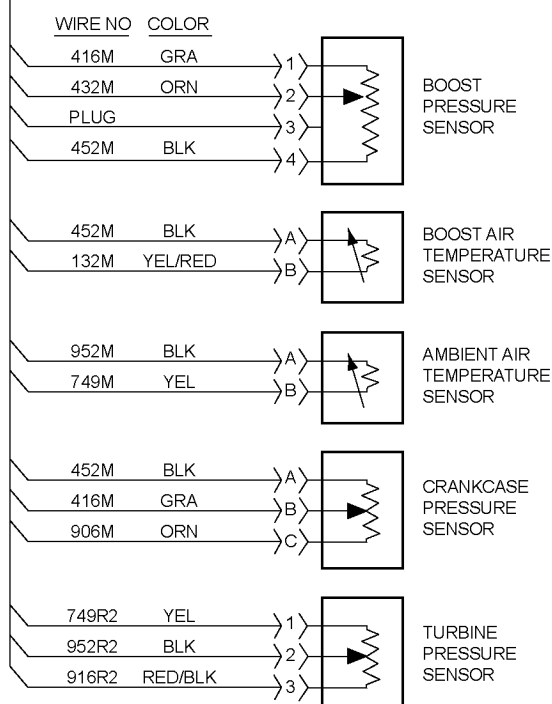 WIRE NO COLOR
416M GRA 1
432M ORN 2
PLUG 3
452M BLK 4
BOOST
PRESSURE
SENSOR
452M BLK A
132M YEL/RED B
BOOST AIR
TEMPERATURE
SENSOR
952M BLK A
749M YEL B
AMBIENT AIR
TEMPERATURE
SENSOR
452M BLK A
416M GRA B
906M ORN C
CRANKCASE
PRESSURE
SENSOR
749R2 YEL 1
952R2 BLK 2
916R2 RED/BLK 3
TURBINE
PRESSURE
SENSOR